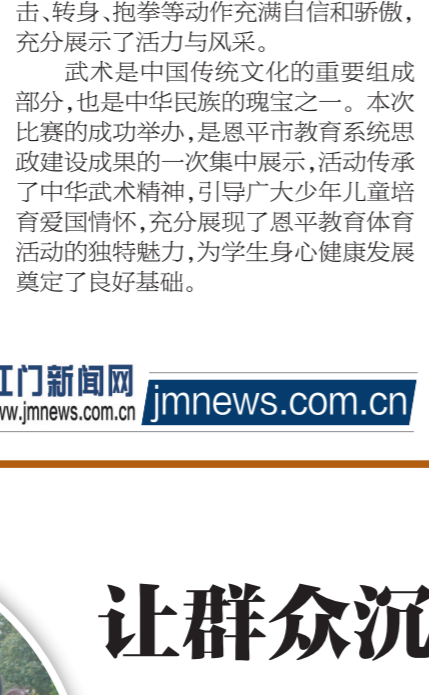 击、转身、抱拳等动作充满自信和骄傲，
充分展示了活力与风采。
武术是中国传统文化的重要组成
部分，也是中华民族的瑰宝之一。本次
比赛的成功举办，是恩平市教育系统思
政建设成果的一次集中展示，活动传承
了中华武术精神，引导广大少年儿童培
育爱国情怀，充分展现了恩平教育体育
活动的独特魅力，为学生身心健康发展
奠定了良好基础。
江门新闻网
ww.jmnews.com.cn
jmnews.com.cn
让群众沉